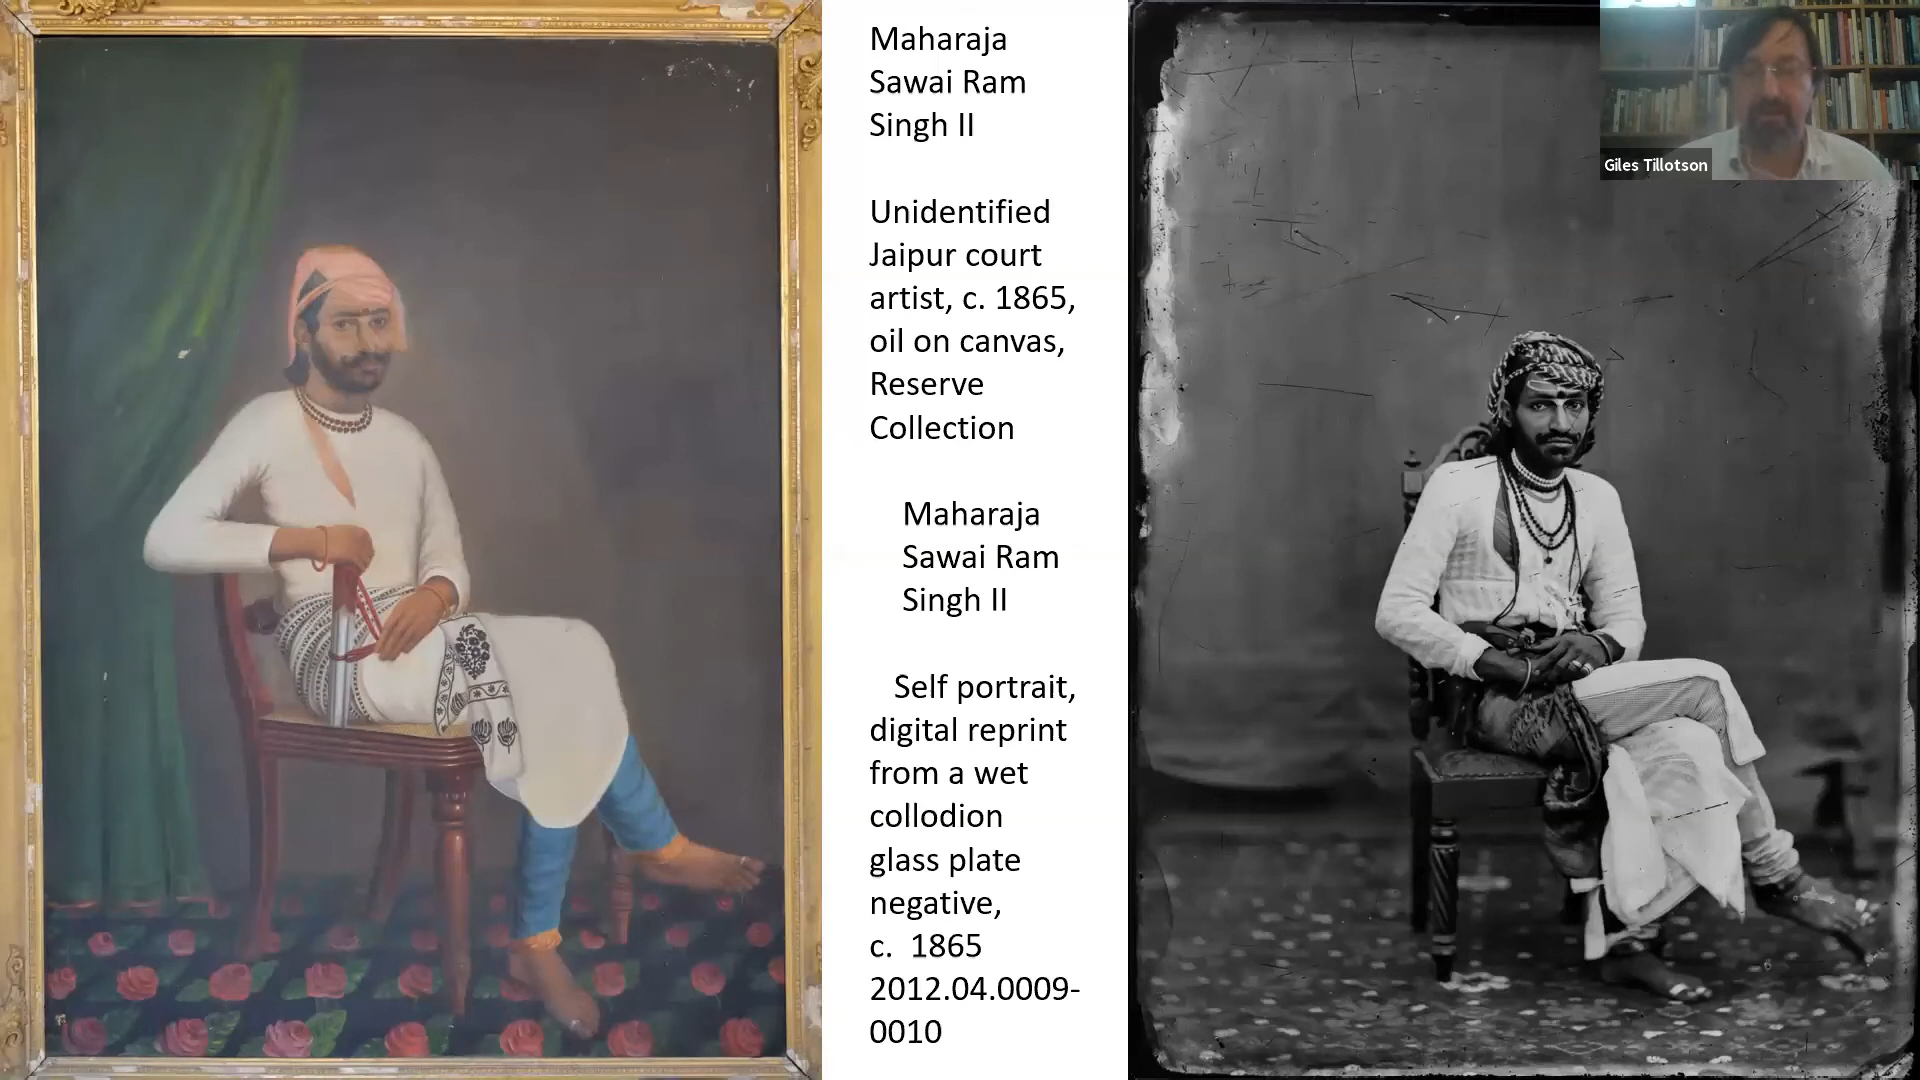 Maharaja
Sawai Ram
Singh II
Unidentified
Jaipur court
artist, c. 1865,
oil on canvas,
Reserve
Collection
Maharaja
Sawai Ram
Singh II
Self portrait,
digital reprint
from a wet
collodion
glass plate
negative,
c. 1865
2012.04.0009-
0010
Giles Tillotson